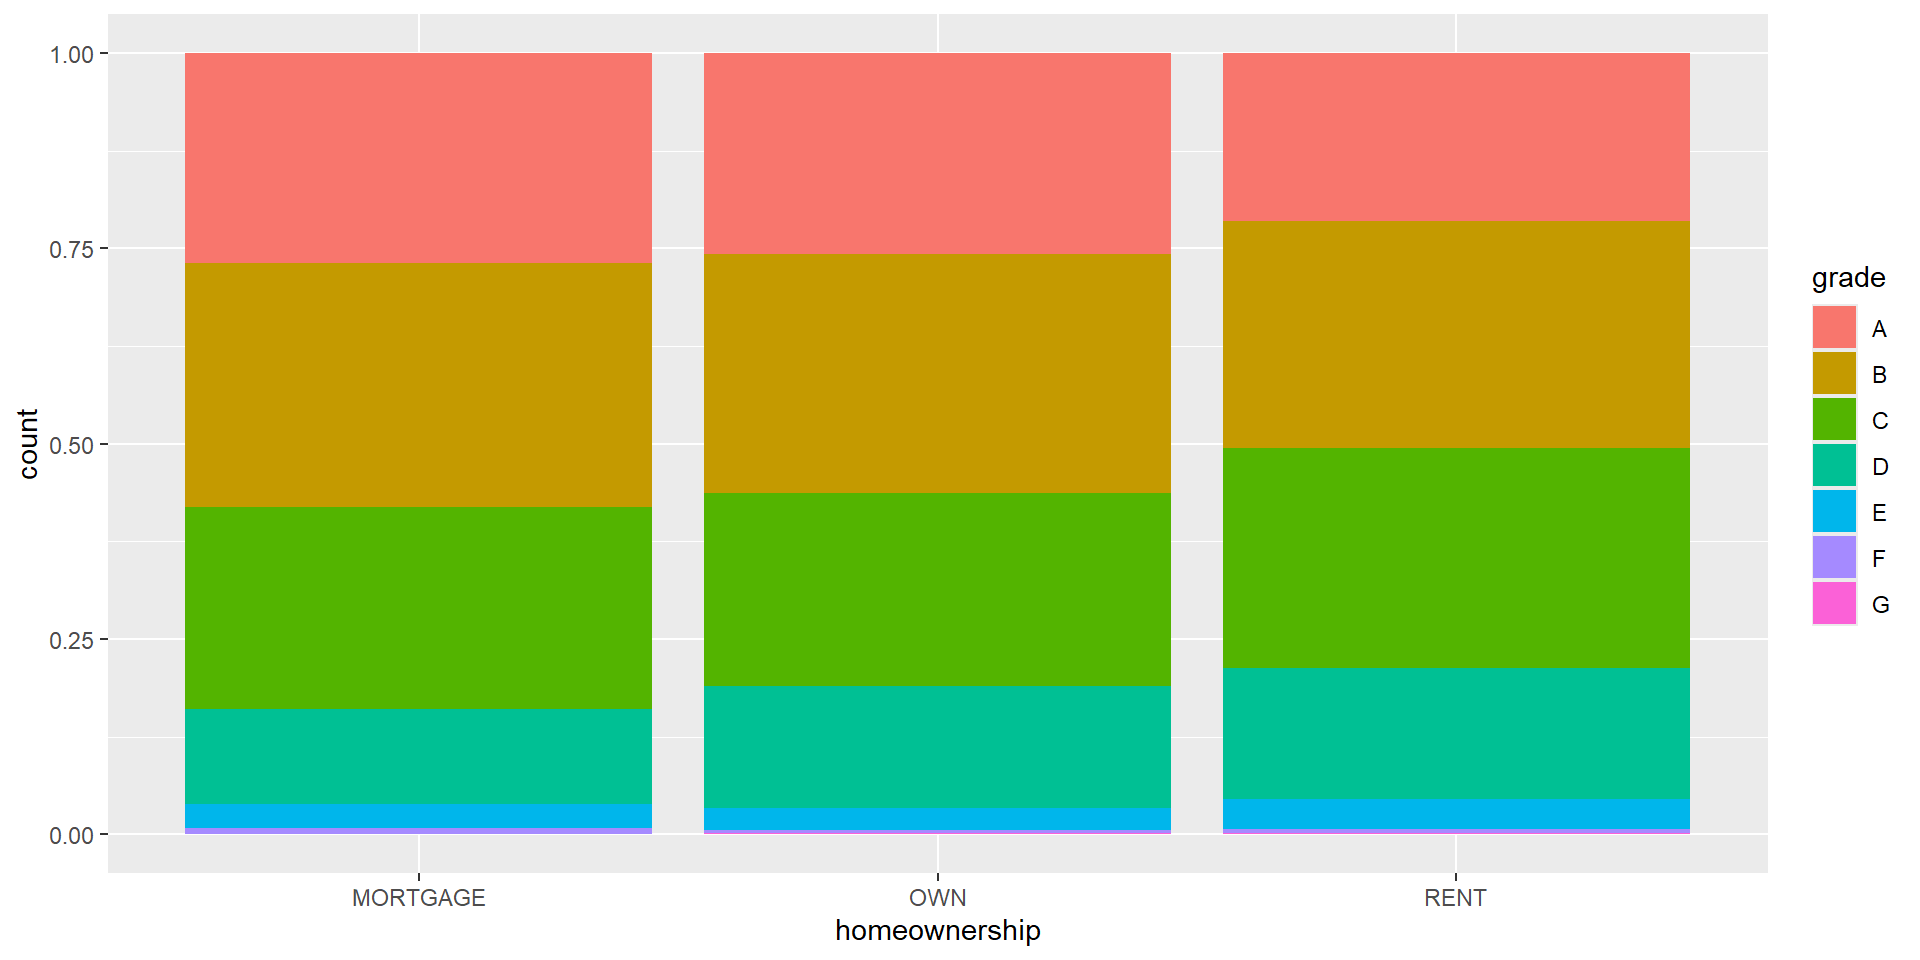 1.00
0.75
0.50
0.25
0.00
count
MORTGAGE
OWN
RENT
homeownership
grade
A
B
C
D
E
F
G